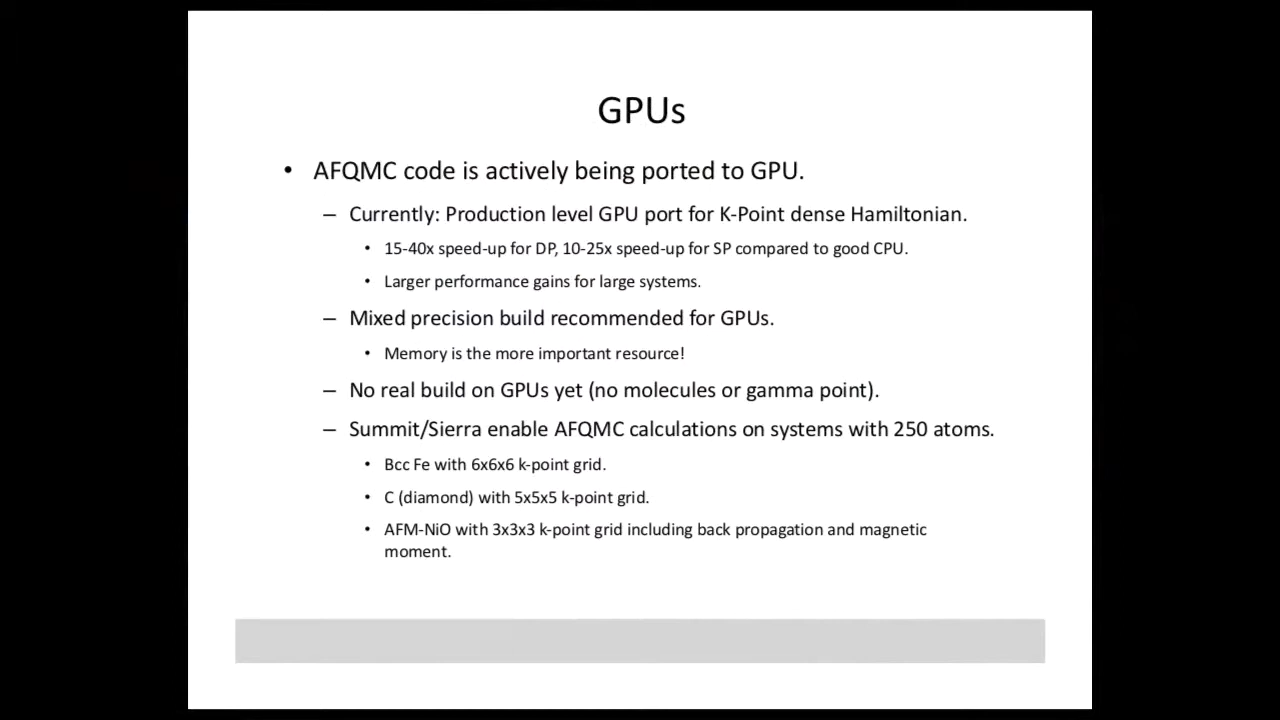 GPUs
• AFQMC code is actively being ported to GPU.
– Currently: Production level GPU port for K-Point dense Hamiltonian.
• 15-40x speed-up for DP, 10-25x speed-up for SP compared to good CPU.
• Larger performance gains for large systems.
– Mixed precision build recommended for GPUs.
• Memory is the more important resource!
– No real build on GPUs yet (no molecules or gamma point).
– Summit/Sierra enable AFQMC calculations on systems with 250 atoms.
• Bcc Fe with 6x6x6 k-point grid.
• C (diamond) with 5x5x5 k-point grid.
• AFM-NiO with 3x3x3 k-point grid including back propagation and magnetic
moment.